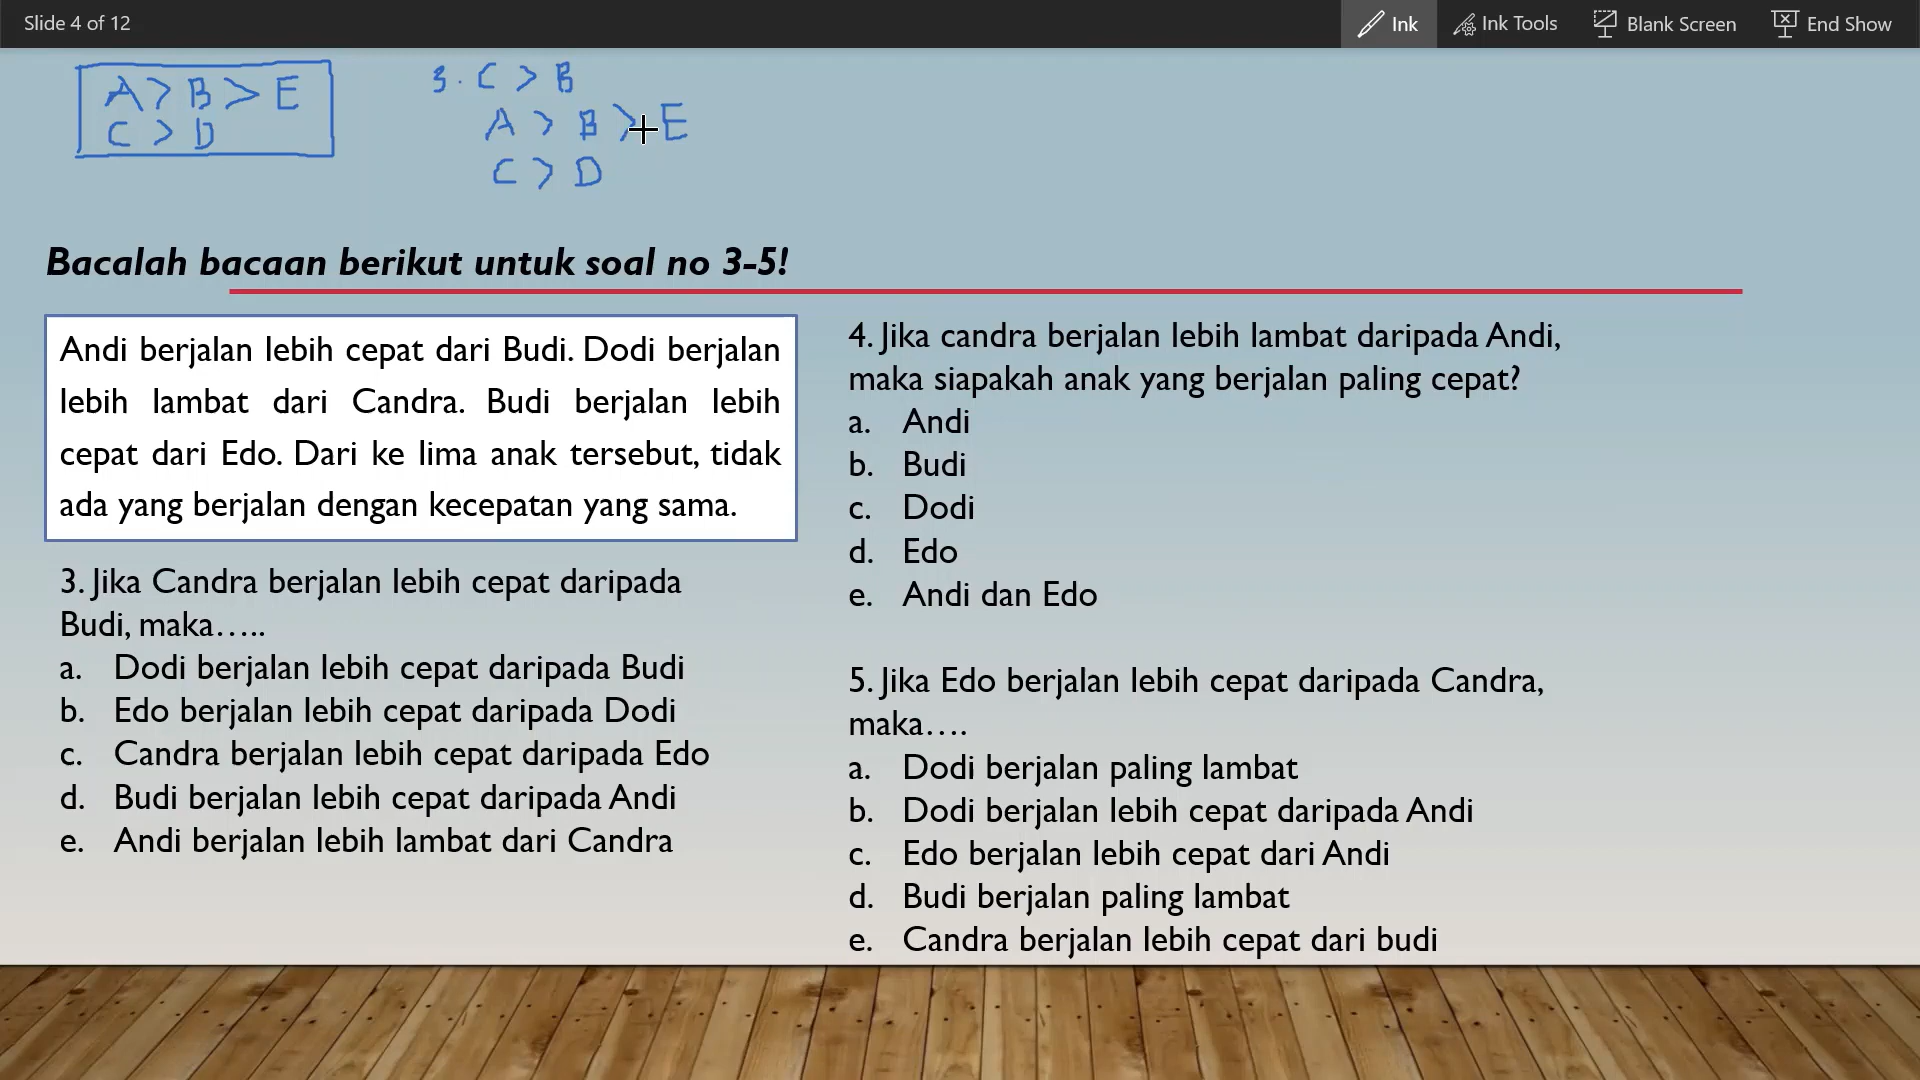 Slide 4 of 12
Ink
Ink Tools
Blank Screen
End Show
A > B > E
C > D
3. C > B
A > B > E
C > D
Bacalah bacaan berikut untuk soal no 3-5!
Andi berjalan lebih cepat dari Budi. Dodi berjalan
lebih lambat dari Candra. Budi berjalan lebih
cepat dari Edo. Dari ke lima anak tersebut, tidak
ada yang berjalan dengan kecepatan yang sama.
3. Jika Candra berjalan lebih cepat daripada
Budi, maka…..
a. Dodi berjalan lebih cepat daripada Budi
b. Edo berjalan lebih cepat daripada Dodi
c. Candra berjalan lebih cepat daripada Edo
d. Budi berjalan lebih cepat daripada Andi
e. Andi berjalan lebih lambat dari Candra
4. Jika candra berjalan lebih lambat daripada Andi,
maka siapakah anak yang berjalan paling cepat?
a. Andi
b. Budi
c. Dodi
d. Edo
e. Andi dan Edo
5. Jika Edo berjalan lebih cepat daripada Candra,
maka….
a. Dodi berjalan paling lambat
b. Dodi berjalan lebih cepat daripada Andi
c. Edo berjalan lebih cepat dari Andi
d. Budi berjalan paling lambat
e. Candra berjalan lebih cepat dari budi